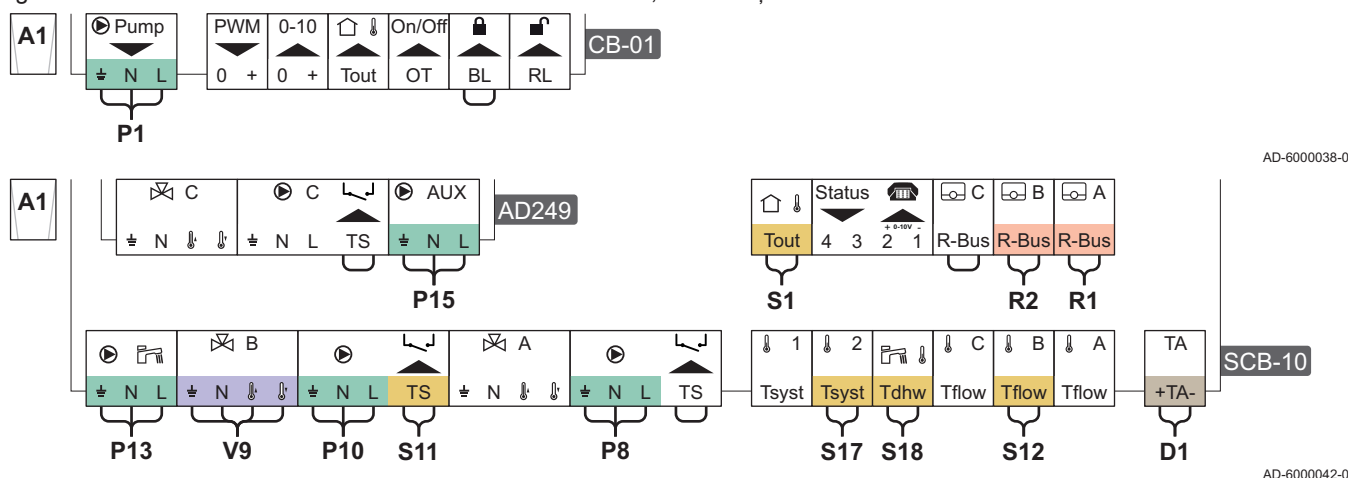 A1
Pump PWM 0-10 On/Off
CB-01
N L 0 + 0 + Tout OT BL RL
P1
AD-6000038-0
A1
C C AUX
AD249
N N L TS N L
P15
Status C B A
+ 0-10V -
Tout 4 3 2 1 R-Bus R-Bus R-Bus
S1 R2 R1
B A 1 2 C B A TA
SCB-10
N L N N L TS N N L TS Tsyst Tsyst Tdhw Tflow Tflow Tflow +TA-
P13 V9 P10 S11 P8 S17 S18 S12 D1
AD-6000042-0